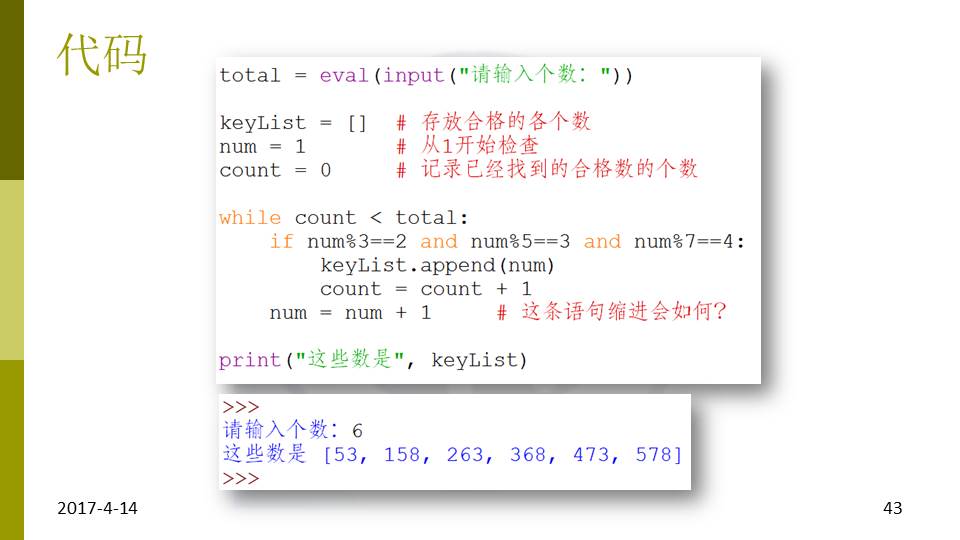 代码
total = eval(input("请输入个数："))
keyList = []  # 存放合格的各个数
num = 1       # 从1开始检查
count = 0     # 记录已经找到的合格数的个数
while count < total:
    if num%3==2 and num%5==3 and num%7==4:
        keyList.append(num)
        count = count + 1
    num = num + 1     # 这条语句缩进会如何?
print("这些数是", keyList)
>>>
请输入个数：6
这些数是 [53, 158, 263, 368, 473, 578]
>>>
2017-4-14
43